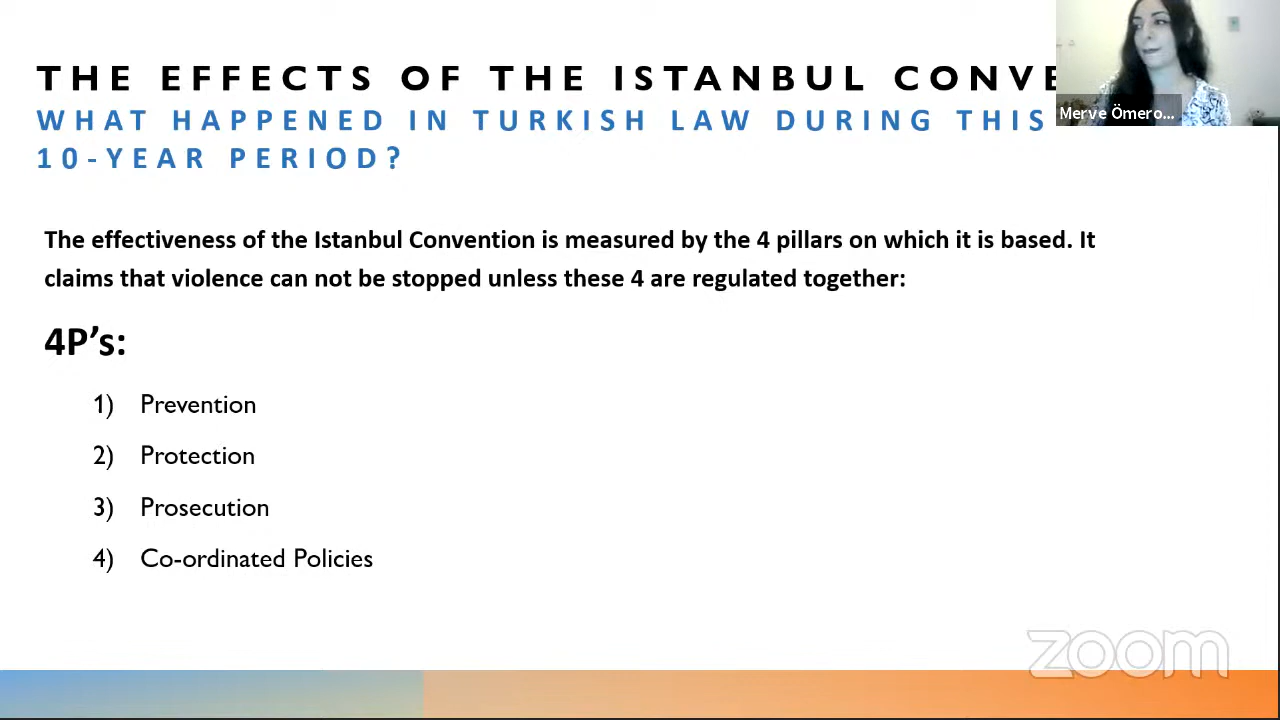 THE EFFECTS OF THE ISTANBUL CONVE
WHAT HAPPENED IN TURKISH LAW DURING THIS
10-YEAR PERIOD?
Merve Ömero...
The effectiveness of the Istanbul Convention is measured by the 4 pillars on which it is based. It
claims that violence can not be stopped unless these 4 are regulated together:
4P’s:
1) Prevention
2) Protection
3) Prosecution
4) Co-ordinated Policies
zoom